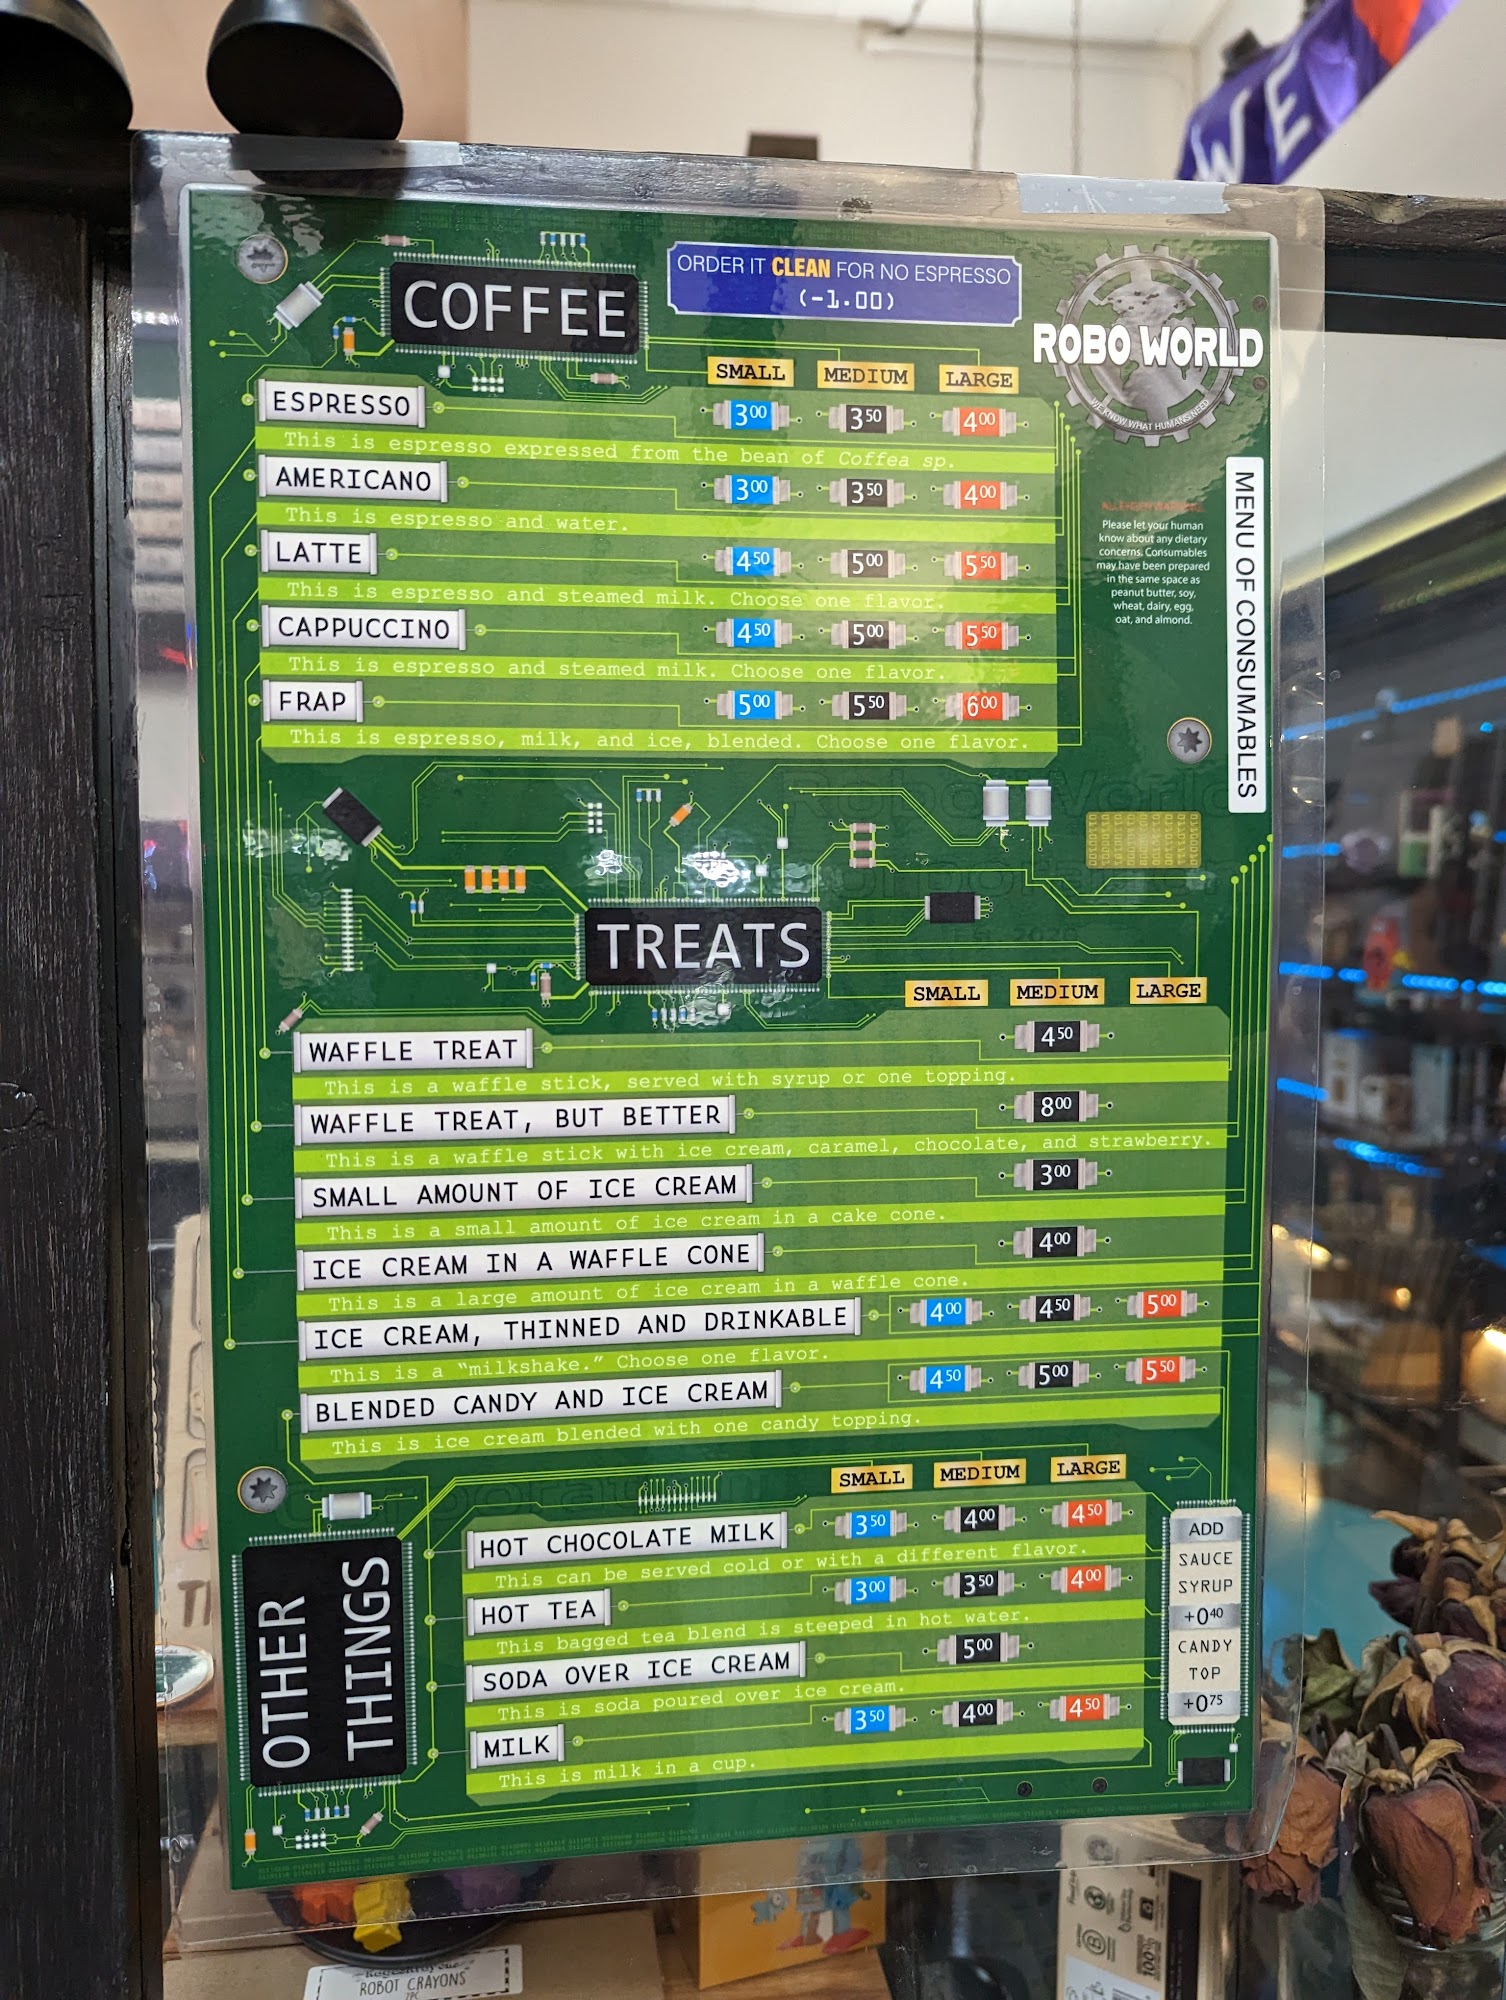 WE
COFFEE
ORDER IT CLEAN FOR NO ESPRESSO
(-1.00)
ROBO WORLD
WE KNOW WHAT HUMANS NEED
SMALL MEDIUM LARGE
ESPRESSO 3.00 3.50 4.00
This is espresso expressed from the bean of Coffea sp.
AMERICANO 3.00 3.50 4.00
This is espresso and water.
LATTE 4.50 5.00 5.50
This is espresso and steamed milk. Choose one flavor.
CAPPUCCINO 4.50 5.00 5.50
This is espresso and steamed milk. Choose one flavor.
FRAP 5.00 5.50 6.00
This is espresso, milk, and ice, blended. Choose one flavor.
ALLERGEN WARNING
Please let your human
know about any dietary
concerns. Consumables
may have been prepared
in the same space as
peanut butter, soy,
wheat, dairy, egg,
oat, and almond.
MENU OF CONSUMABLES
TREATS
SMALL MEDIUM LARGE
WAFFLE TREAT 4.50
This is a waffle stick, served with syrup or one topping.
WAFFLE TREAT, BUT BETTER 8.00
This is a waffle stick with ice cream, caramel, chocolate, and strawberry.
SMALL AMOUNT OF ICE CREAM 3.00
This is a small amount of ice cream in a cake cone.
ICE CREAM IN A WAFFLE CONE 4.00
This is a large amount of ice cream in a waffle cone.
ICE CREAM, THINNED AND DRINKABLE 4.00 4.50 5.00
This is a “milkshake.” Choose one flavor.
BLENDED CANDY AND ICE CREAM 4.50 5.00 5.50
This is ice cream blended with one candy topping.
OTHER
THINGS
SMALL MEDIUM LARGE
HOT CHOCOLATE MILK 3.50 4.00 4.50
This can be served cold or with a different flavor.
HOT TEA 3.00 3.50 4.00
This bagged tea blend is steeped in hot water.
SODA OVER ICE CREAM 5.00
This is soda poured over ice cream.
MILK 3.50 4.00 4.50
This is milk in a cup.
ADD
SAUCE
SYRUP
+0.40
CANDY
TOP
+0.75
ROBOT CRAYONS